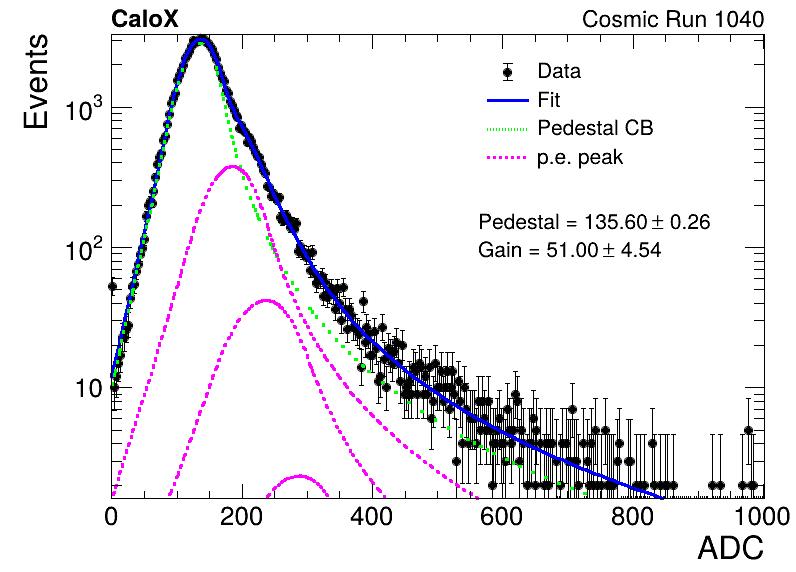 CaloX Cosmic Run 1040
Events
Data
Fit
Pedestal CB
p.e. peak
Pedestal = 135.60 ± 0.26
Gain = 51.00 ± 4.54
10³
10²
10
0 200 400 600 800 1000
ADC